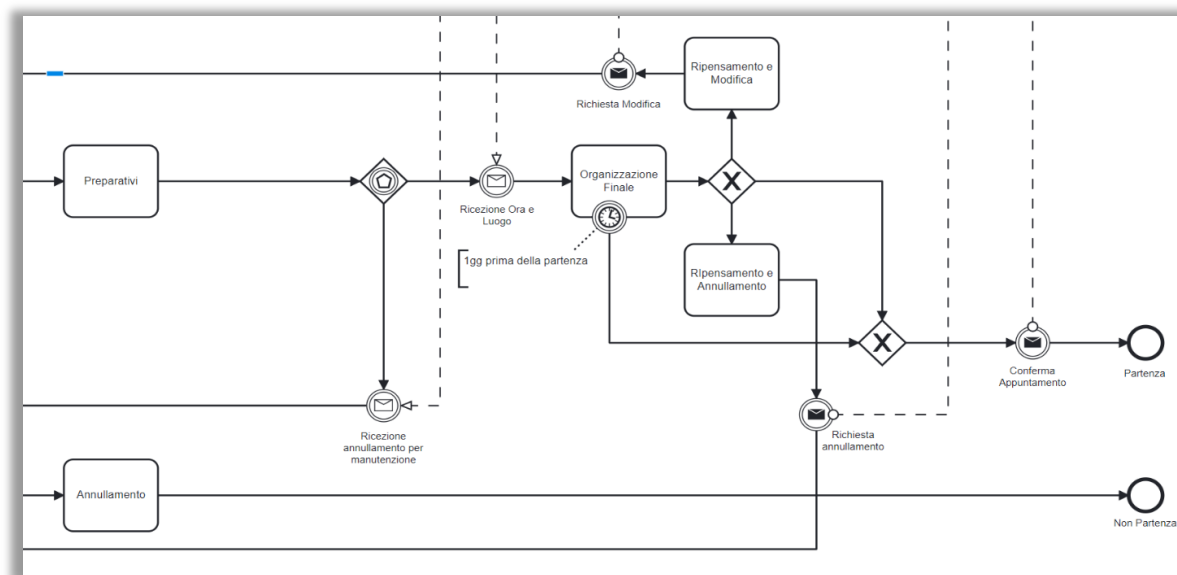 Ripensamento e
Modifica
Richiesta Modifica
Preparativi
Organizzazione
Finale
Ricezione Ora e
Luogo
1gg prima della partenza
RIpensamento e
Annullamento
Conferma
Appuntamento
Partenza
Ricezione
annullamento per
manutenzione
Richiesta
annullamento
Annullamento
Non Partenza